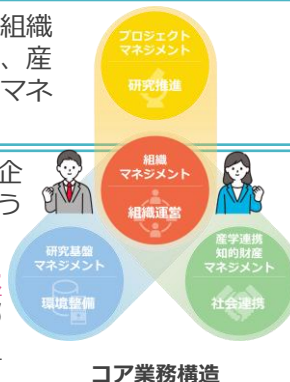 組織
、産
マネ
企
う
プロジェクト
マネジメント
研究推進
組織
マネジメント
組織運営
研究基盤
マネジメント
環境整備
産学連携
知的財産
マネジメント
社会連携
コア業務構造